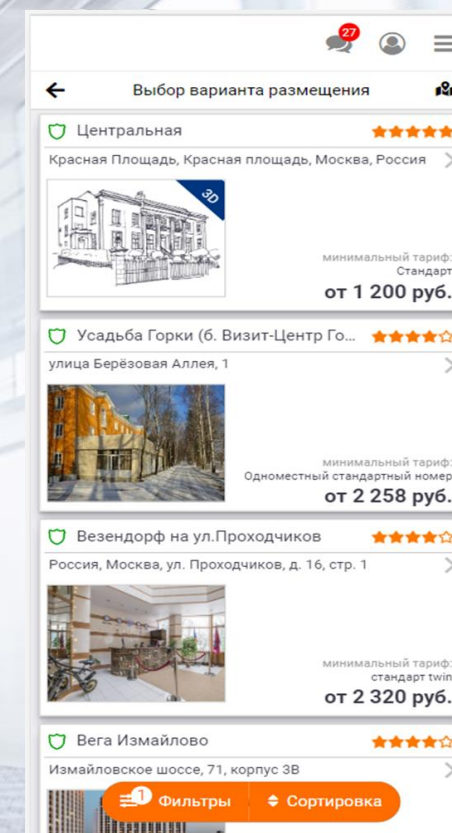 27
Выбор варианта размещения
Центральная
Красная Площадь, Красная площадь, Москва, Россия
3D
минимальный тариф:
Стандарт
от 1 200 руб.
Усадьба Горки (б. Визит-Центр Го...
улица Берёзовая Аллея, 1
минимальный тариф:
Одноместный стандартный номер
от 2 258 руб.
Везендорф на ул.Проходчиков
Россия, Москва, ул. Проходчиков, д. 16, стр. 1
минимальный тариф:
стандарт twin
от 2 320 руб.
Вега Измайлово
Измайловское шоссе, 71, корпус 3В
1 Фильтры Сортировка